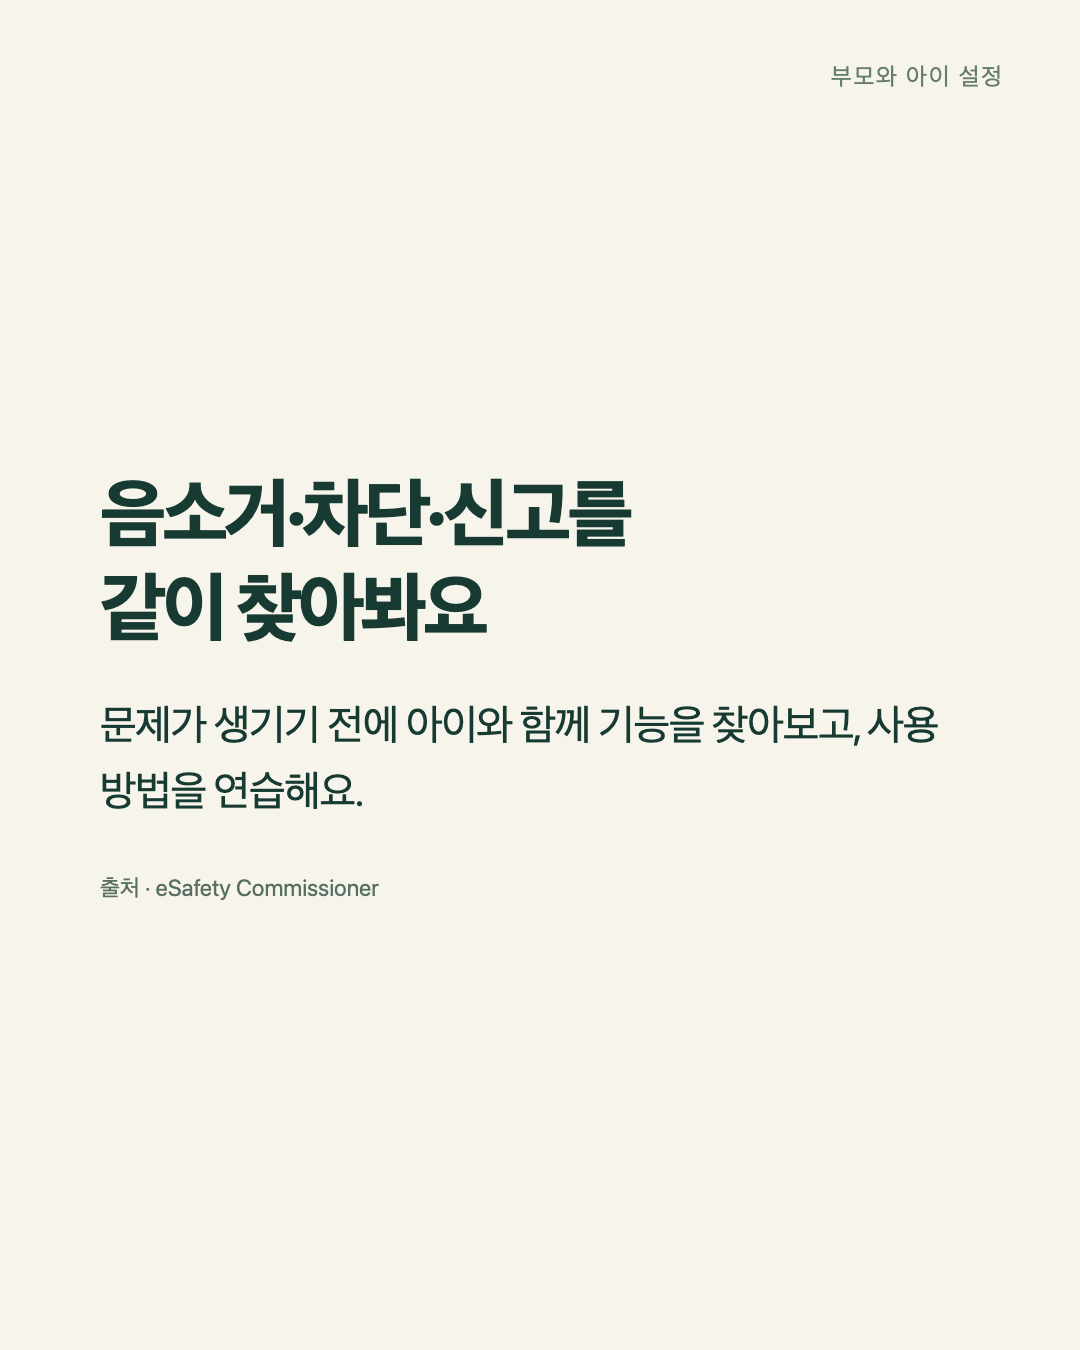 부모와 아이 설정
음소거·차단·신고를
같이 찾아봐요
문제가 생기기 전에 아이와 함께 기능을 찾아보고, 사용
방법을 연습해요.
출처 · eSafety Commissioner